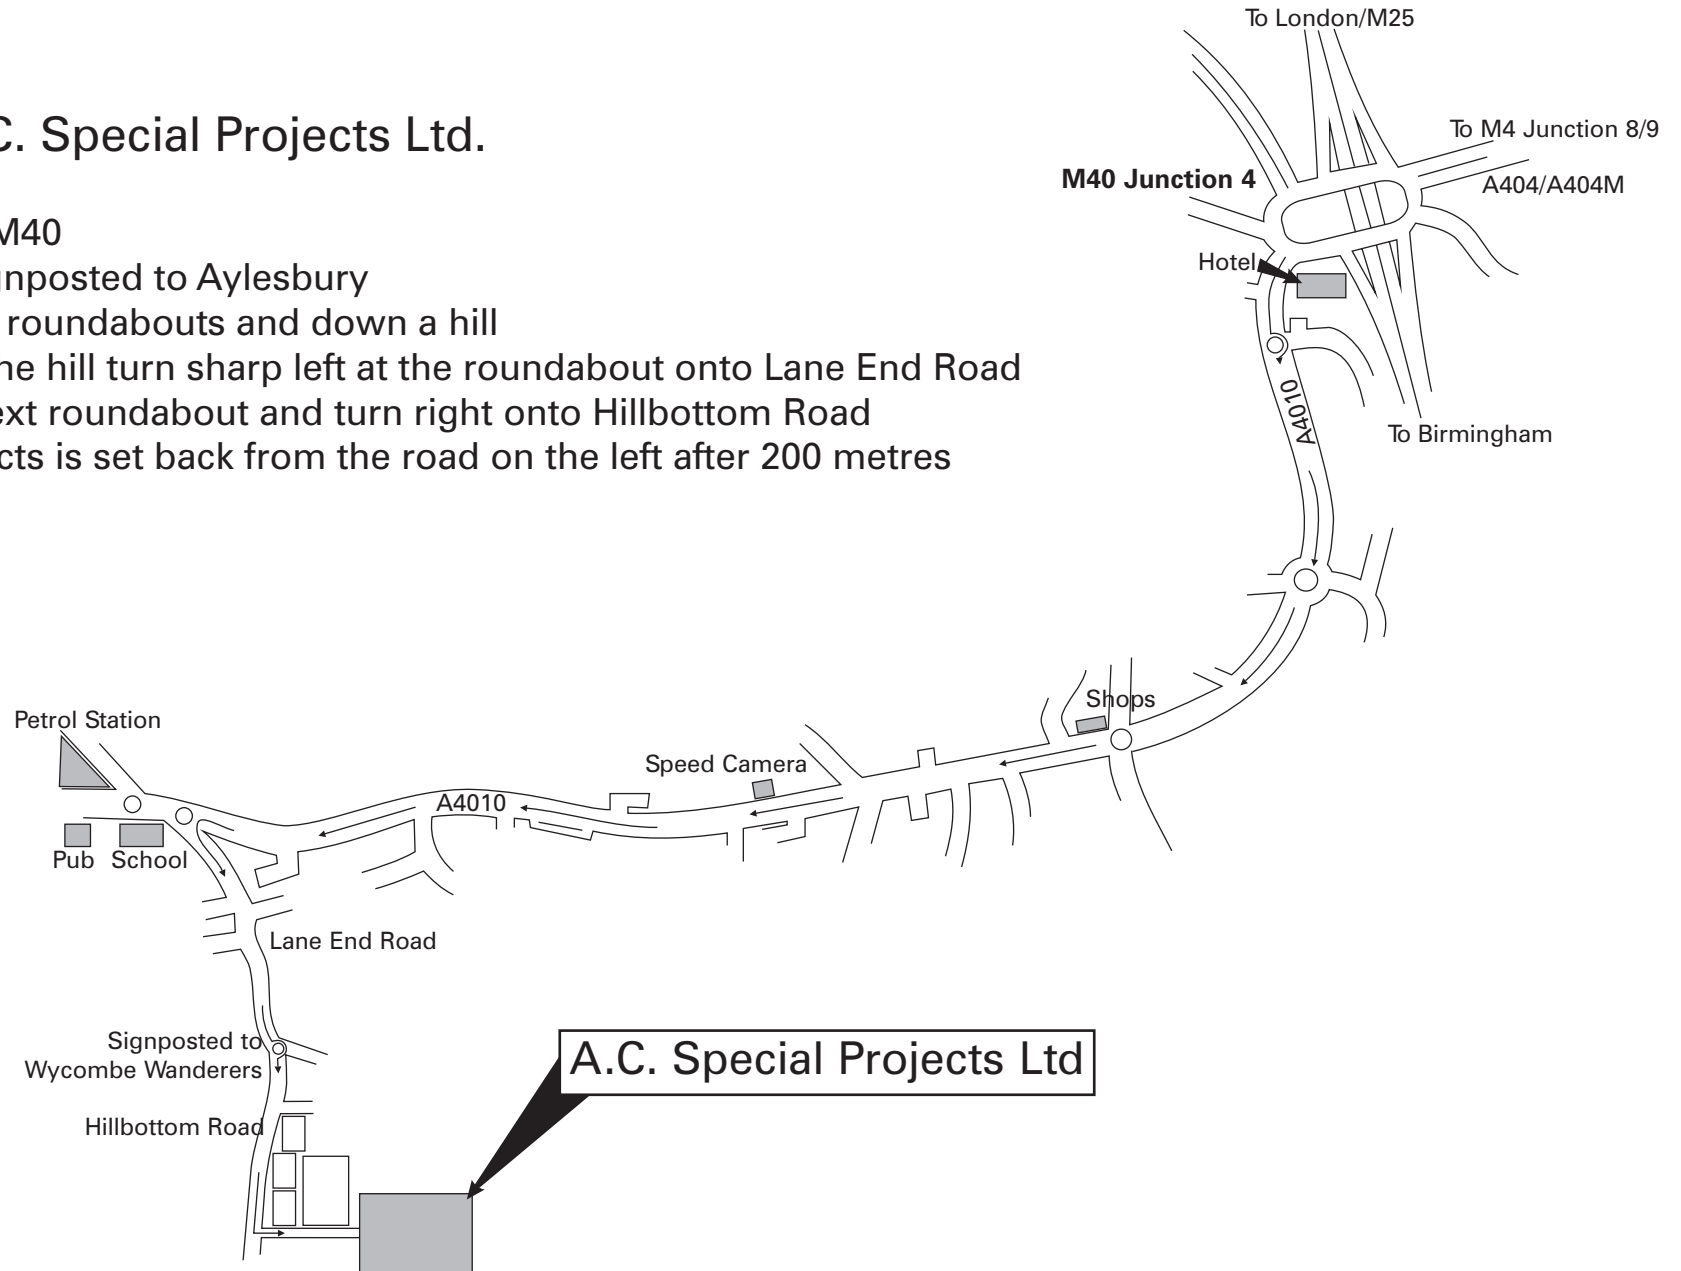 C. Special Projects Ltd.
M40
nposted to Aylesbury
roundabouts and down a hill
he hill turn sharp left at the roundabout onto Lane End Road
ext roundabout and turn right onto Hillbottom Road
cts is set back from the road on the left after 200 metres
To London/M25
To M4 Junction 8/9
M40 Junction 4
A404/A404M
Hotel
A4010
To Birmingham
Shops
Petrol Station
Speed Camera
A4010
Pub
School
Lane End Road
Signposted to
Wycombe Wanderers
A.C. Special Projects Ltd
Hillbottom Road